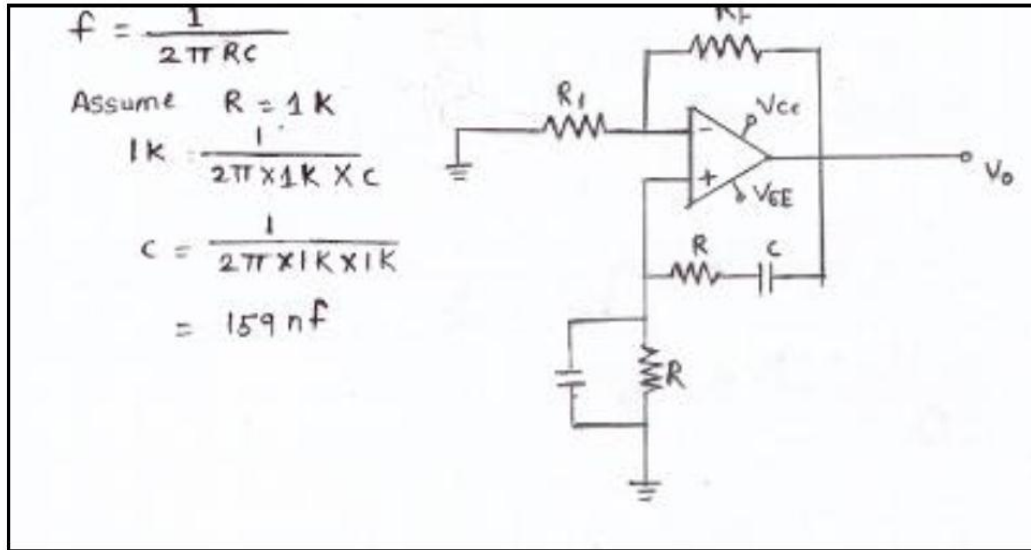 f = 1 / 2πRC
Assume R = 1K
1K = 1 / 2π×1K×C
C = 1 / 2π×1K×1K
= 159 nf
RF
R1
- VCC
+ VEE
Vo
R C
R